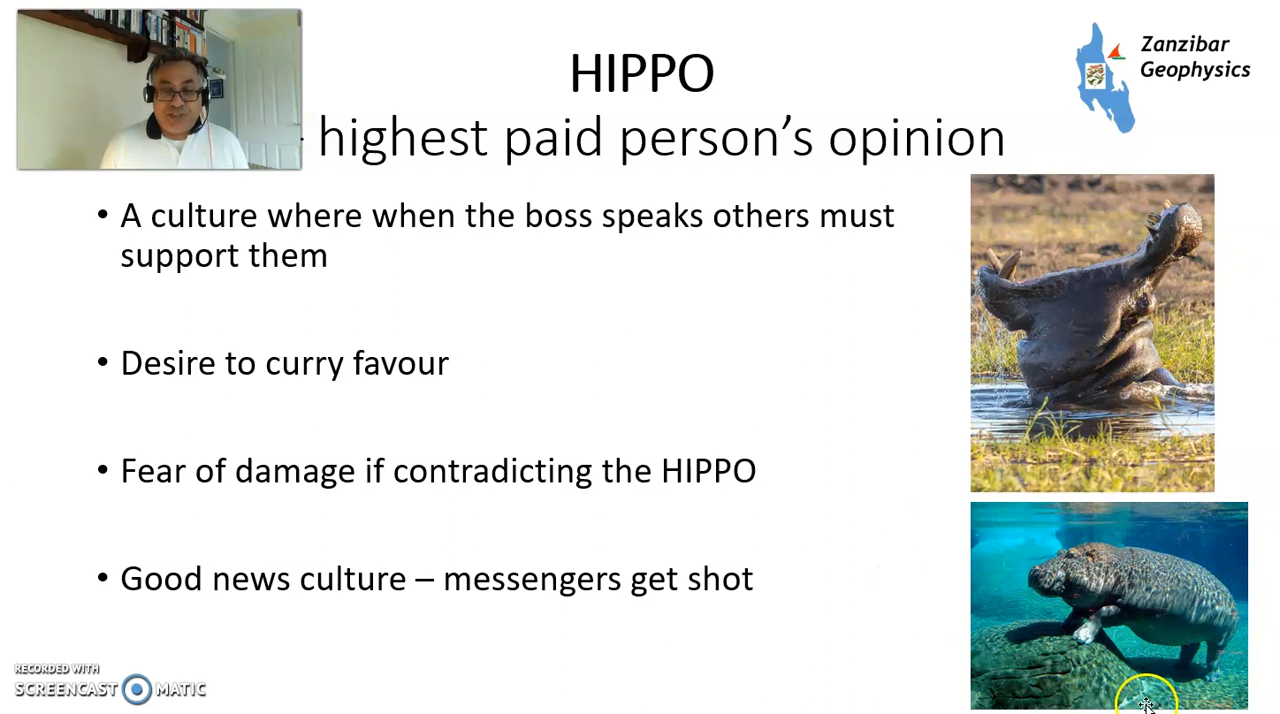 HIPPO
- highest paid person's opinion
Zanzibar
Geophysics
• A culture where when the boss speaks others must
support them
• Desire to curry favour
• Fear of damage if contradicting the HIPPO
• Good news culture – messengers get shot
RECORDED WITH
SCREENCAST MATIC